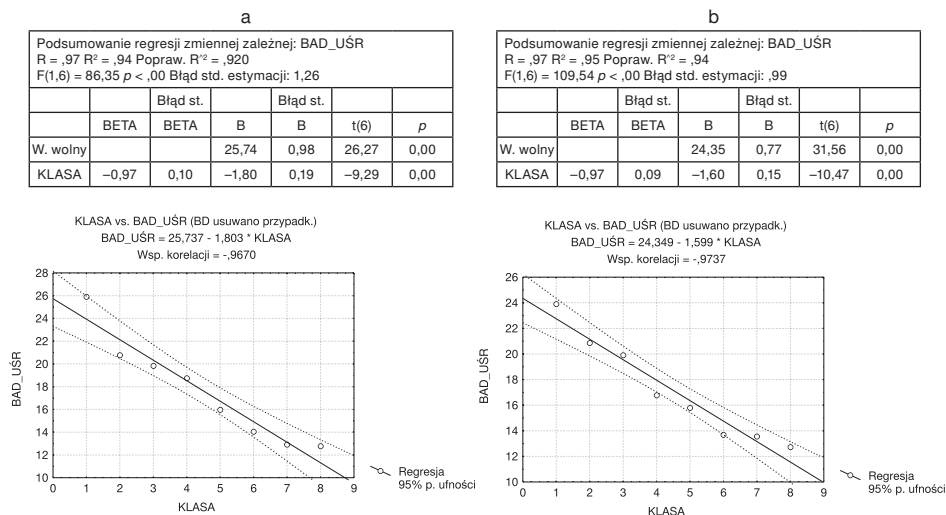 a
Podsumowanie regresji zmiennej zależnej: BAD_UŚR
R = ,97 R² = ,94 Popraw. R^² = ,920
F(1,6) = 86,35 p < ,00 Błąd std. estymacji: 1,26
Błąd st. Błąd st.
BETA BETA B B t(6) p
W. wolny 25,74 0,98 26,27 0,00
KLASA –0,97 0,10 –1,80 0,19 –9,29 0,00
KLASA vs. BAD_UŚR (BD usuwano przypadk.)
BAD_UŚR = 25,737 - 1,803 * KLASA
Wsp. korelacji = -,9670
28
26
24
22
20
18
16
14
12
10
BAD_UŚR
0 1 2 3 4 5 6 7 8 9
KLASA
Regresja
95% p. ufności
b
Podsumowanie regresji zmiennej zależnej: BAD_UŚR
R = ,97 R² = ,95 Popraw. R^² = ,94
F(1,6) = 109,54 p < ,00 Błąd std. estymacji: ,99
Błąd st. Błąd st.
BETA BETA B B t(6) p
W. wolny 24,35 0,77 31,56 0,00
KLASA –0,97 0,09 –1,60 0,15 –10,47 0,00
KLASA vs. BAD_UŚR (BD usuwano przypadk.)
BAD_UŚR = 24,349 - 1,599 * KLASA
Wsp. korelacji = -,9737
26
24
22
20
18
16
14
12
10
BAD_UŚR
0 1 2 3 4 5 6 7 8 9
KLASA
Regresja
95% p. ufności